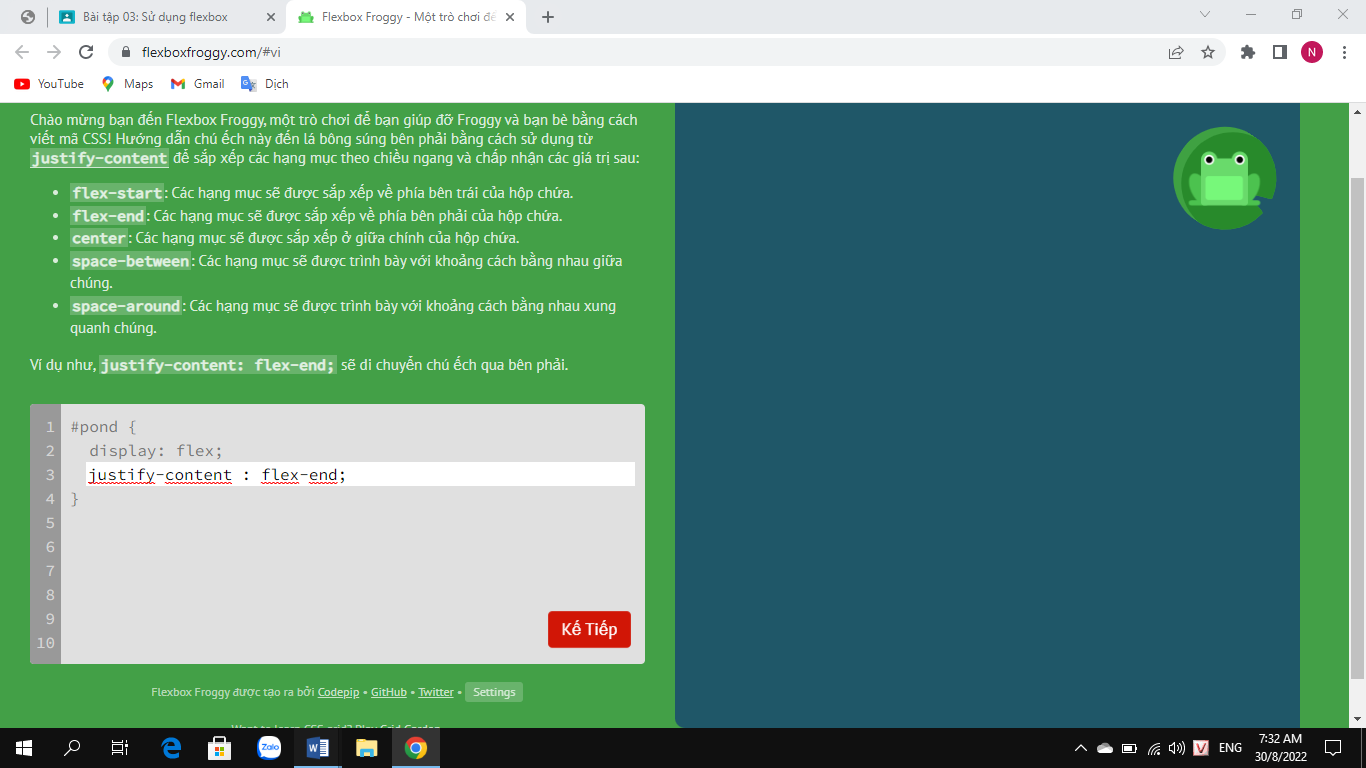 Bài tập 03: Sử dụng flexbox
Flexbox Froggy - Một trò chơi để
flexboxfroggy.com/#vi
N
YouTube
Maps
Gmail
Dịch
Chào mừng bạn đến Flexbox Froggy, một trò chơi để bạn giúp đỡ Froggy và bạn bè bằng cách
viết mã CSS! Hướng dẫn chú ếch này đến lá bông súng bên phải bằng cách sử dụng từ
justify-content để sắp xếp các hạng mục theo chiều ngang và chấp nhận các giá trị sau:
• flex-start: Các hạng mục sẽ được sắp xếp về phía bên trái của hộp chứa.
• flex-end: Các hạng mục sẽ được sắp xếp về phía bên phải của hộp chứa.
• center: Các hạng mục sẽ được sắp xếp ở giữa chính của hộp chứa.
• space-between: Các hạng mục sẽ được trình bày với khoảng cách bằng nhau giữa
chúng.
• space-around: Các hạng mục sẽ được trình bày với khoảng cách bằng nhau xung
quanh chúng.
Ví dụ như, justify-content: flex-end; sẽ di chuyển chú ếch qua bên phải.
1 #pond {
2 display: flex;
3 justify-content : flex-end;
4 }
5
6
7
8
9
10
Kế Tiếp
Flexbox Froggy được tạo ra bởi Codepip • GitHub • Twitter • Settings
Want to learn CSS grid? Play Grid Garden
Zalo
W
V
ENG
7:32 AM
30/8/2022